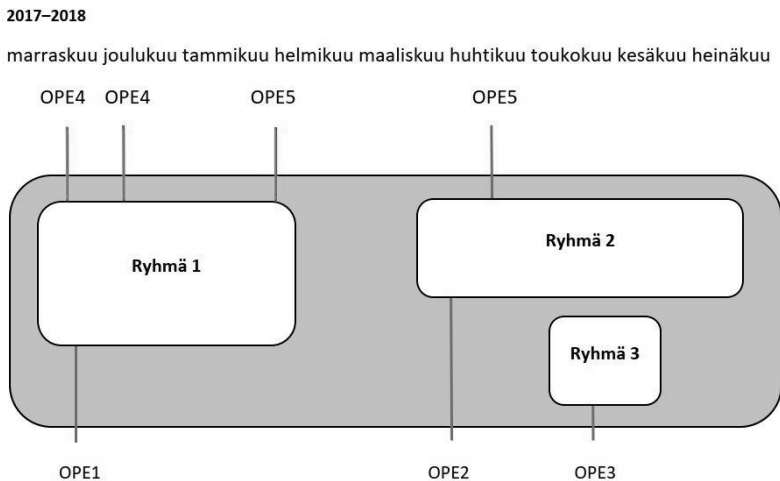 2017–2018
marraskuu joulukuu tammikuu helmikuu maaliskuu huhtikuu toukokuu kesäkuu heinäkuu
OPE4 OPE4 OPE5 OPE5
Ryhmä 1
Ryhmä 2
Ryhmä 3
OPE1 OPE2 OPE3